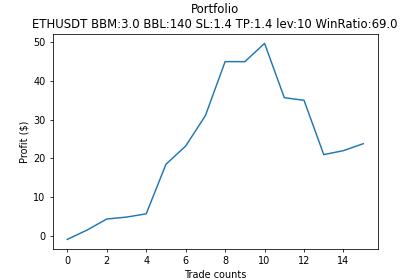 Portfolio
ETHUSDT BBM:3.0 BBL:140 SL:1.4 TP:1.4 lev:10 WinRatio:69.0
50
40
30
20
10
0
Profit ($)
0 2 4 6 8 10 12 14
Trade counts